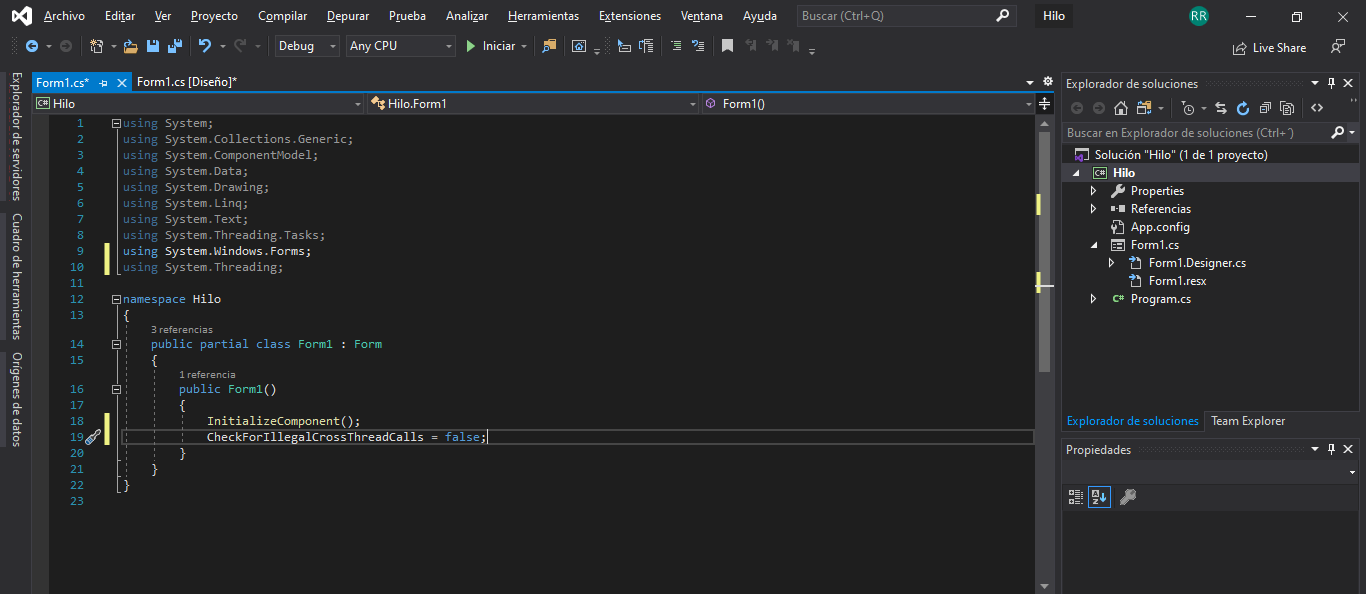 Archivo Editar Ver Proyecto Compilar Depurar Prueba Analizar Herramientas Extensiones Ventana Ayuda Buscar (Ctrl+Q) Hilo RR
Debug Any CPU Iniciar Live Share
Explorador de servidores
Cuadro de herramientas
Orígenes de datos
Form1.cs* Form1.cs [Diseño]*
C# Hilo Hilo.Form1 Form1()
1 using System;
2 using System.Collections.Generic;
3 using System.ComponentModel;
4 using System.Data;
5 using System.Drawing;
6 using System.Linq;
7 using System.Text;
8 using System.Threading.Tasks;
9 using System.Windows.Forms;
10 using System.Threading;
11
12 namespace Hilo
13 {
3 referencias
14 public partial class Form1 : Form
15 {
1 referencia
16 public Form1()
17 {
18 InitializeComponent();
19 CheckForIllegalCrossThreadCalls = false;
20 }
21 }
22 }
23
Explorador de soluciones
Buscar en Explorador de soluciones (Ctrl+´)
Solución "Hilo" (1 de 1 proyecto)
C# Hilo
Properties
Referencias
App.config
Form1.cs
Form1.Designer.cs
Form1.resx
C# Program.cs
Explorador de soluciones Team Explorer
Propiedades